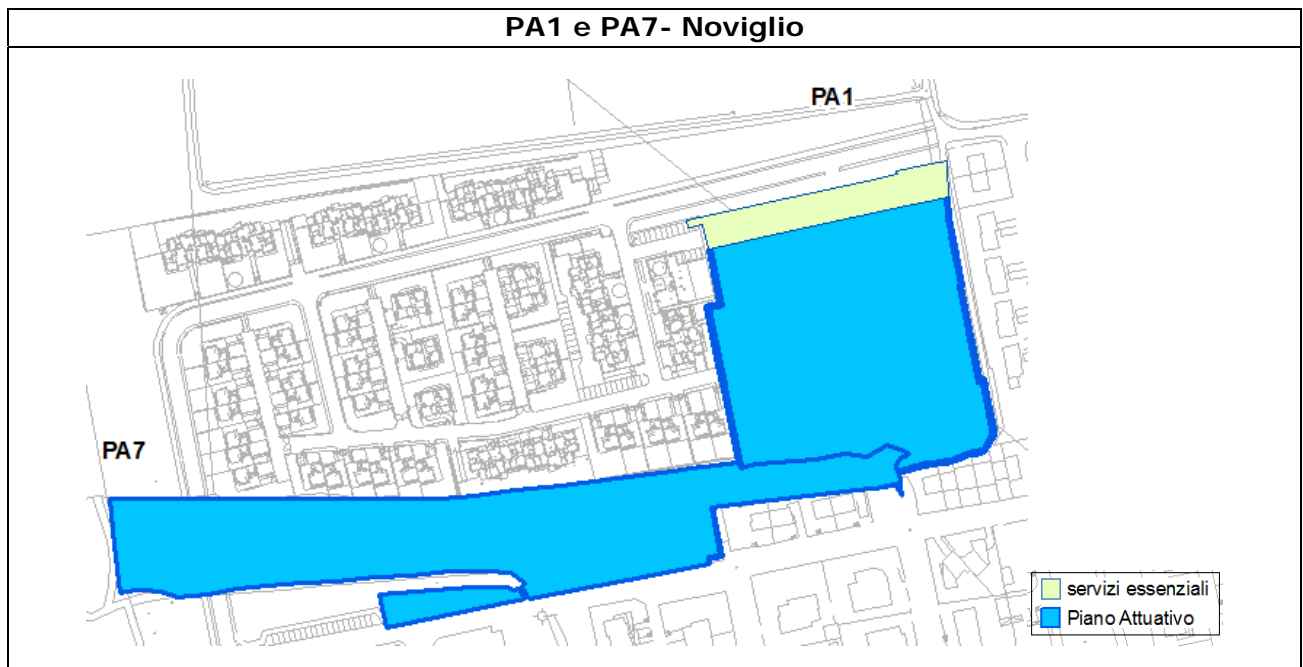 PA1 e PA7- Noviglio
PA1
PA7
servizi essenziali
Piano Attuativo